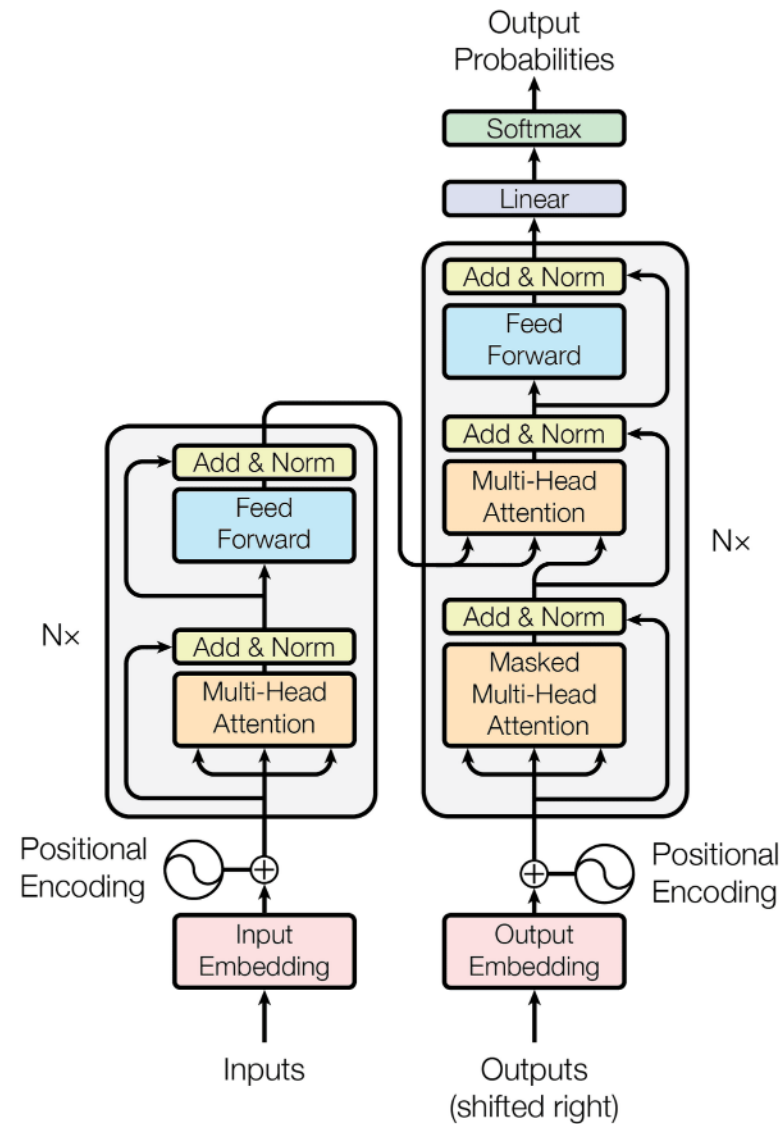 Output
Probabilities
Softmax
Linear
Add & Norm
Feed
Forward
Add & Norm
Multi-Head
Attention
Nx
Add & Norm
Masked
Multi-Head
Attention
Add & Norm
Feed
Forward
Nx
Add & Norm
Multi-Head
Attention
Positional
Encoding
Positional
Encoding
Input
Embedding
Output
Embedding
Inputs
Outputs
(shifted right)